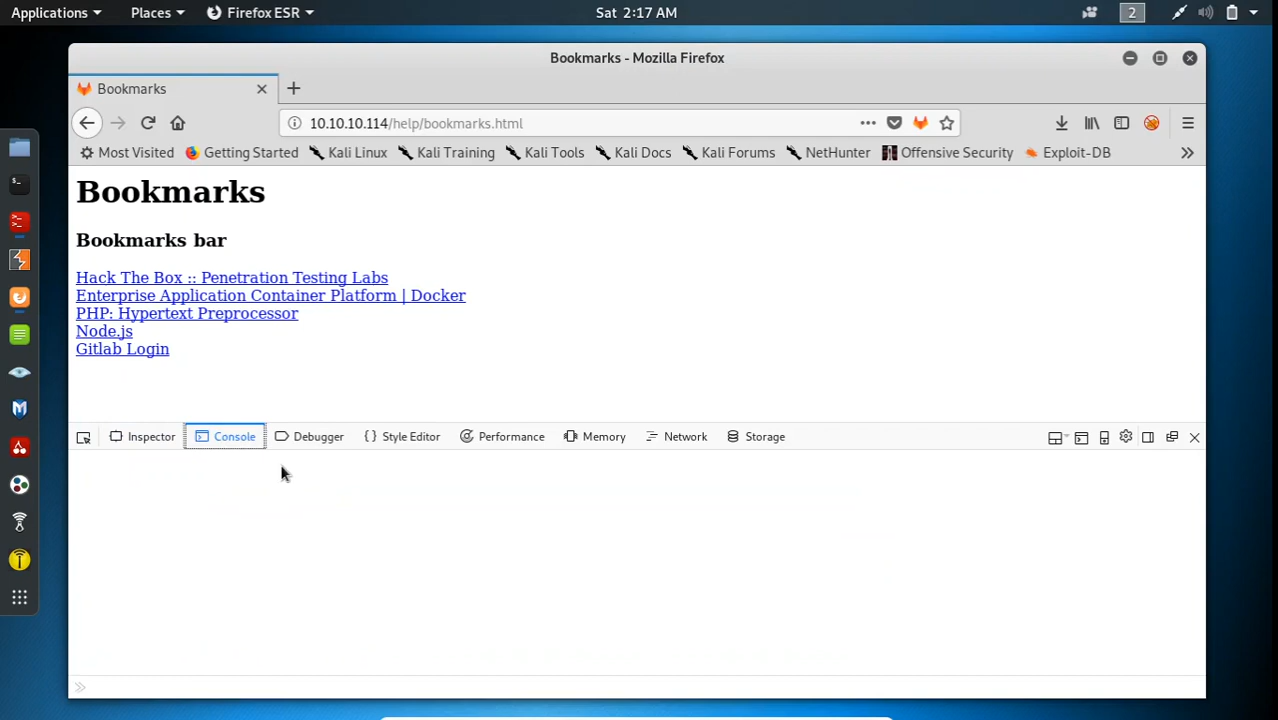 Applications Places Firefox ESR Sat 2:17 AM 2
Bookmarks - Mozilla Firefox
Bookmarks
10.10.10.114/help/bookmarks.html
Most Visited Getting Started Kali Linux Kali Training Kali Tools Kali Docs Kali Forums NetHunter Offensive Security Exploit-DB
Bookmarks
Bookmarks bar
Hack The Box :: Penetration Testing Labs
Enterprise Application Container Platform | Docker
PHP: Hypertext Preprocessor
Node.js
Gitlab Login
Inspector Console Debugger {} Style Editor Performance Memory Network Storage
»